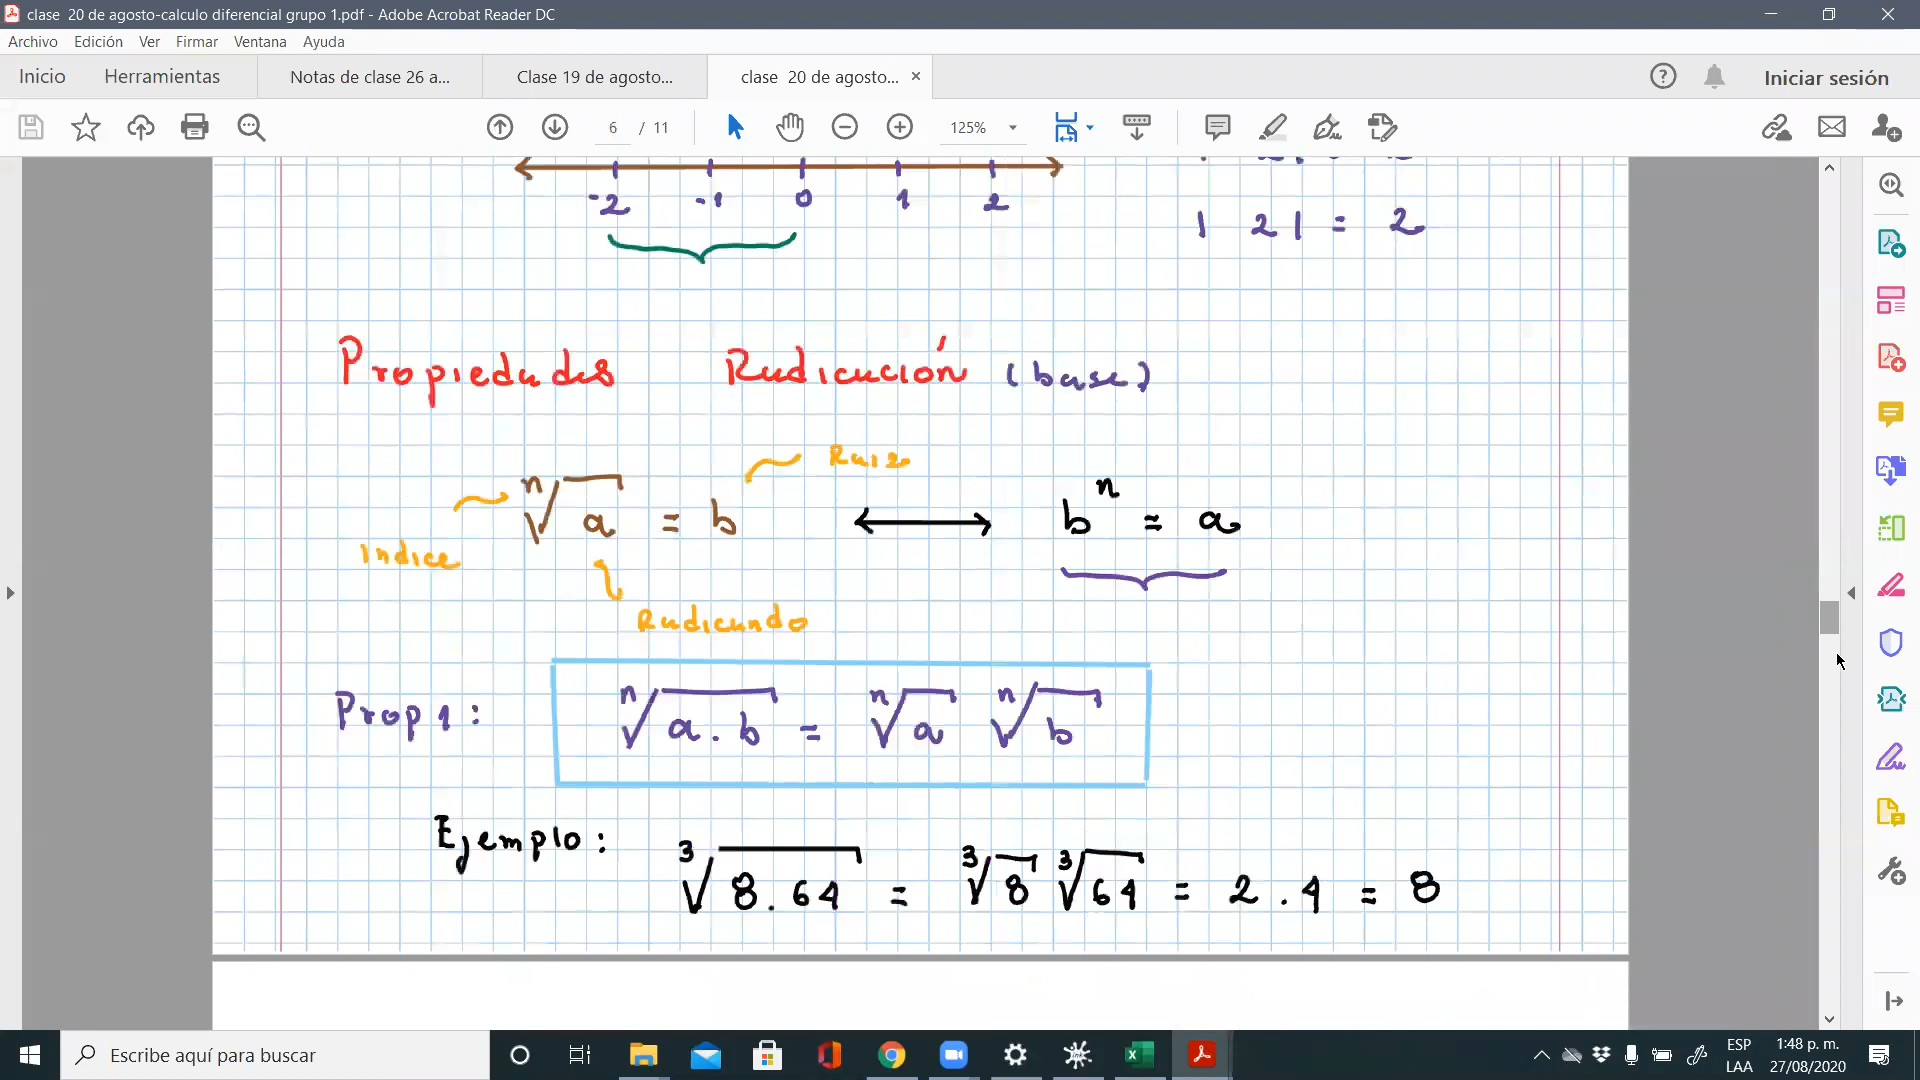 clase  20 de agosto-calculo diferencial grupo 1.pdf - Adobe Acrobat Reader DC
Archivo Edición Ver Firmar Ventana Ayuda
Inicio Herramientas Notas de clase 26 a... Clase 19 de agosto... clase  20 de agosto... × Iniciar sesión
6 / 11 125%
-2 -1 0 1 2
| 2| = 2
Propiedades Radicación (base)
Raiz
ⁿ√a = b ↔ bⁿ = a
Indice
Radicando
Prop 1: ⁿ√(a . b) = ⁿ√a ⁿ√b
Ejemplo: ³√(8 . 64) = ³√8 ³√64 = 2 . 4 = 8
Escribe aquí para buscar
ESP 1:48 p. m.
LAA 27/08/2020